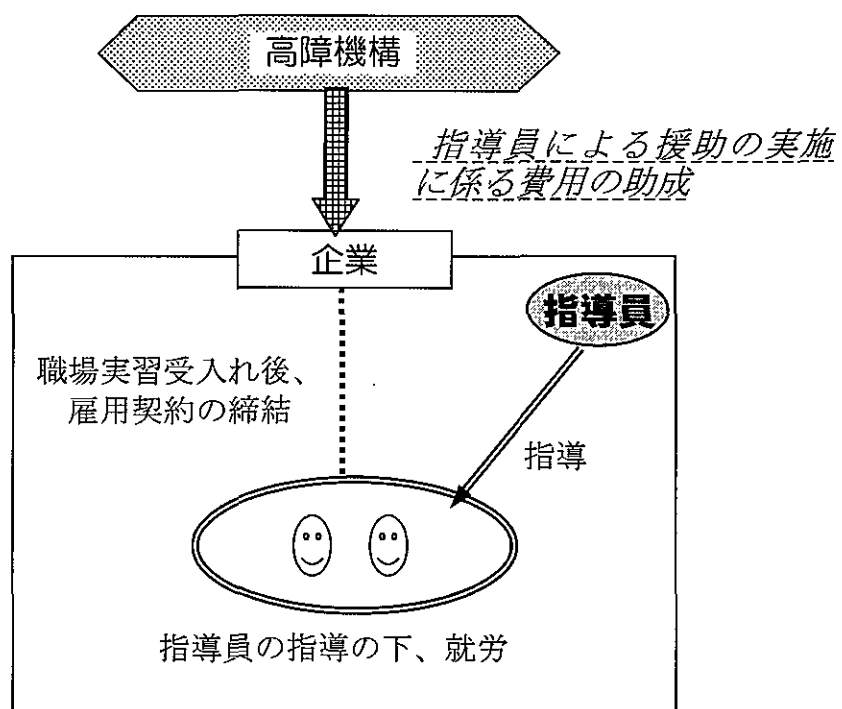 高障機構
指導員による援助の実施
に係る費用の助成
企業
指導員
職場実習受入れ後、
雇用契約の締結
指導
指導員の指導の下、就労